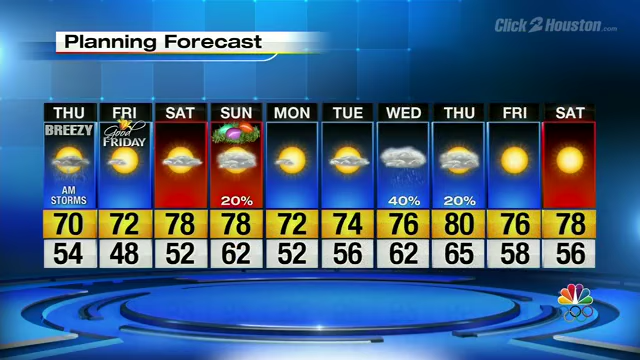 Click2Houston.com
Planning Forecast
THU FRI SAT SUN MON TUE WED THU FRI SAT
BREEZY Good
FRIDAY
AM
STORMS 20% 40% 20%
70 72 78 78 72 74 76 80 76 78
54 48 52 62 52 56 62 65 58 56